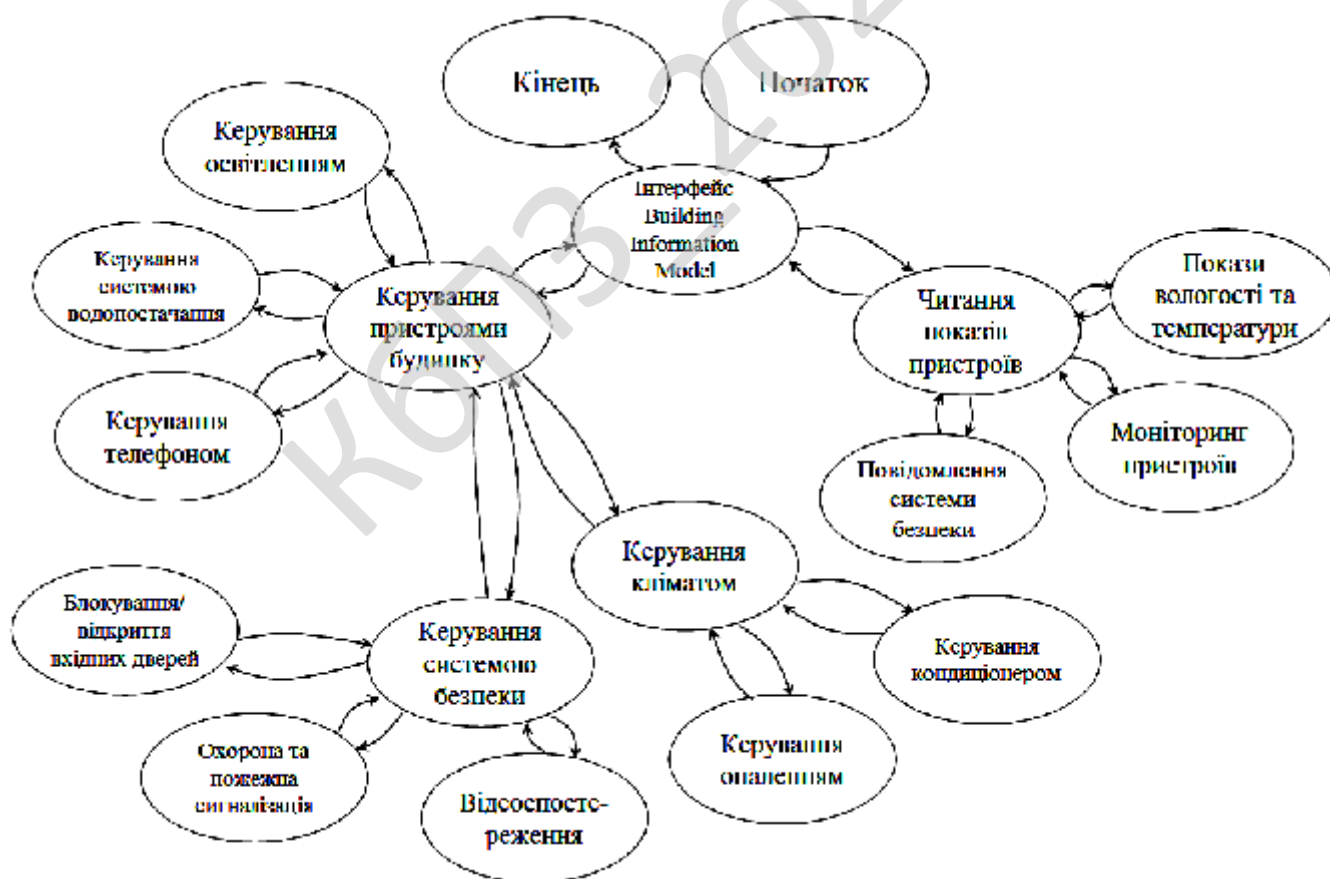 Кінець
Початок
Керування
освітленням
Інтерфейс
Building
Information
Model
Керування
системою
водопостачання
Керування
пристроями
будинку
Читання
показів
пристроїв
Покази
вологості та
температури
Керування
телефоном
Моніторинг
пристроїв
Повідомлення
системи
безпеки
Керування
кліматом
Блокування/
відкриття
вхідних дверей
Керування
системою
безпеки
Керування
кондиціонером
Охорона та
пожежна
сигналізація
Відеоспосте-
реження
Керування
опаленням